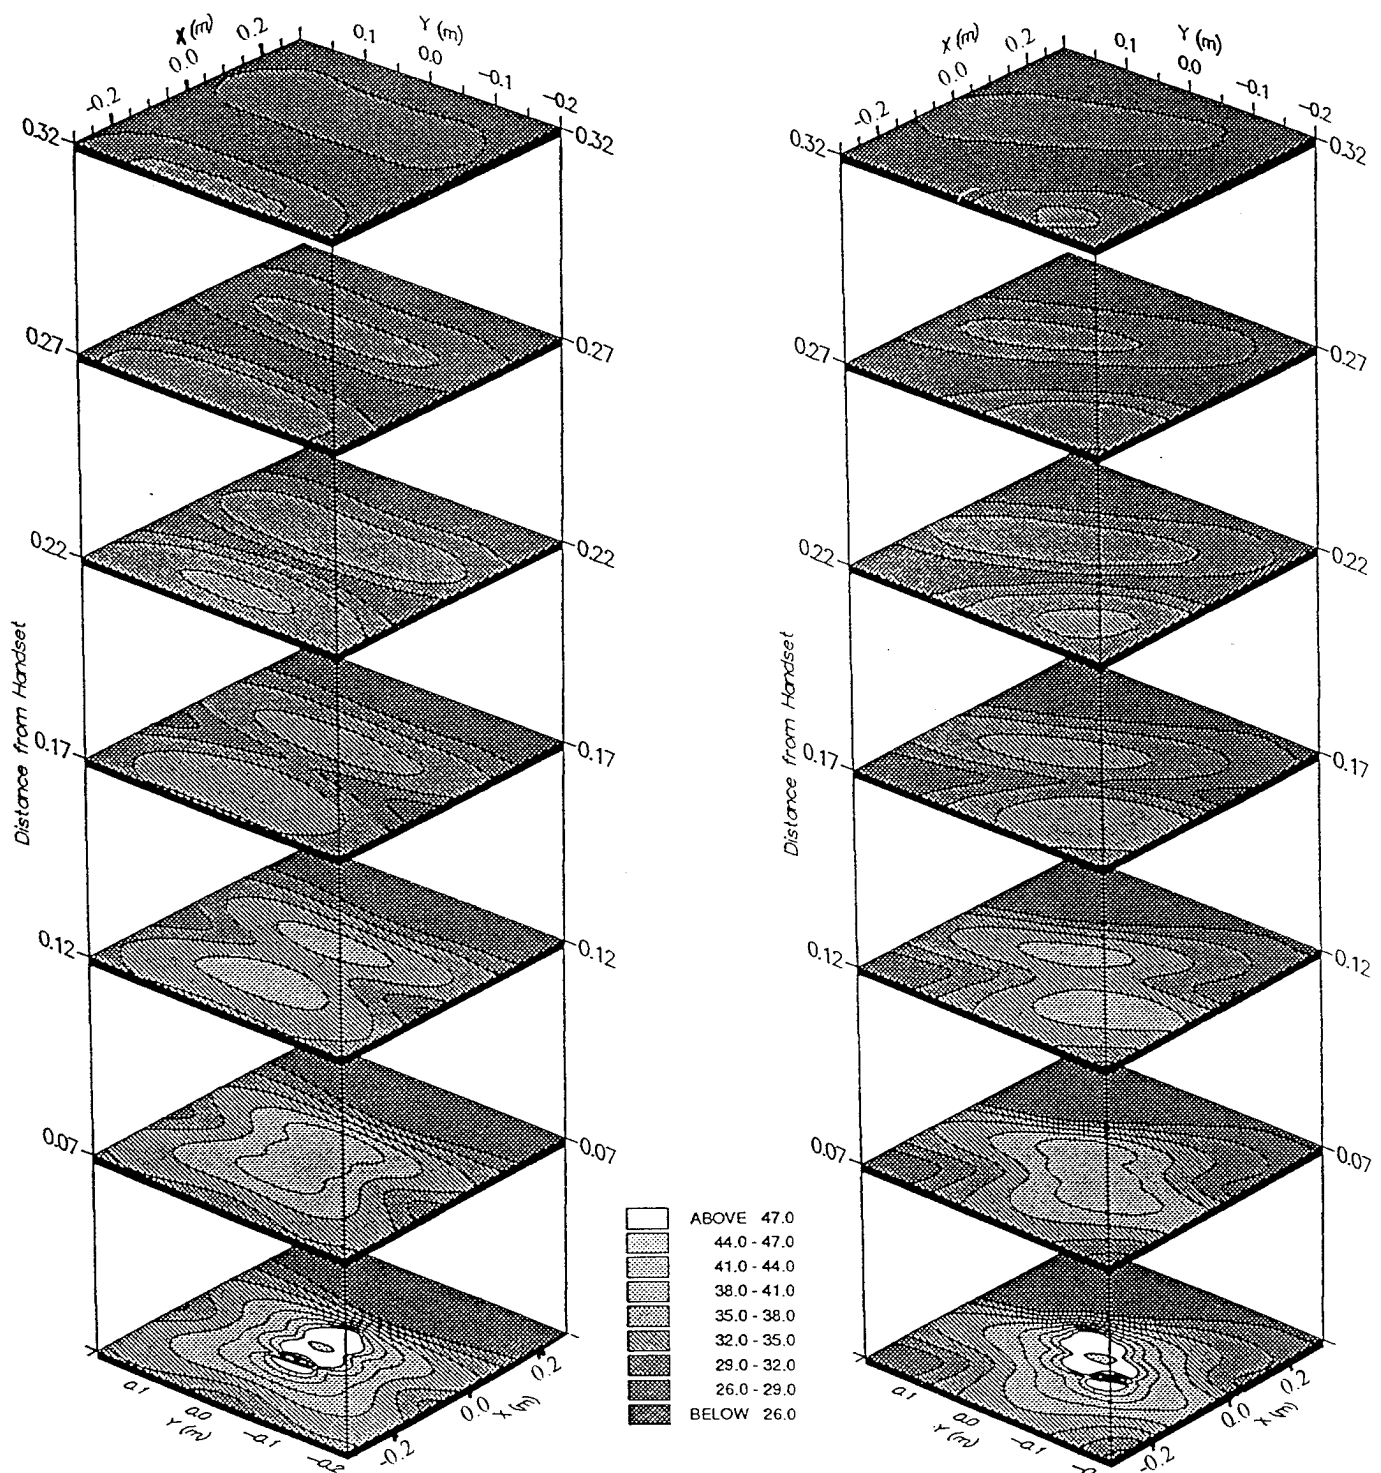 X (m) Y (m) X (m) Y (m)
-0.2 0.0 0.2 0.1 0.0 -0.1 -0.2
-0.2 0.0 0.2 0.1 0.0 -0.1 -0.2
0.32 0.32 0.32 0.32
0.27 0.27 0.27 0.27
0.22 0.22 0.22 0.22
Distance from Handset
Distance from Handset
0.17 0.17 0.17 0.17
0.12 0.12 0.12 0.12
0.07 0.07 0.07 0.07
ABOVE 47.0
44.0 - 47.0
41.0 - 44.0
38.0 - 41.0
35.0 - 38.0
32.0 - 35.0
29.0 - 32.0
26.0 - 29.0
BELOW 26.0
0.1 0.0 -0.1 -0.2
Y (m)
-0.2 0.0 0.2
X (m)
0.1 0.0 -0.1
Y (m)
-0.2 0.0 0.2
X (m)